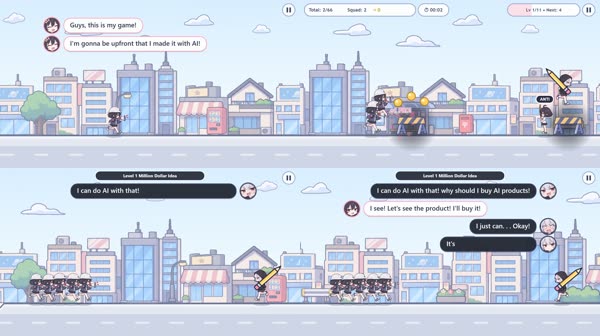 Guys, this is my game!
I'm gonna be upfront that I made it with AI!
Total: 2/66 Squad: 2 8
00:02
Lv 1/11 • Next: 4
ANTI
Level 1 Million Dollar Idea
I can do AI with that!
Level 1 Million Dollar Idea
I can do AI with that! why should I buy AI products!
I see! Let's see the product! I'll buy it!
I just can. . . Okay!
It's